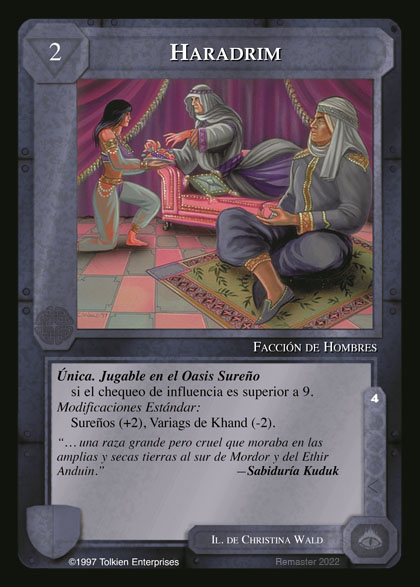 2
HARADRIM
FACCIÓN DE HOMBRES
Única. Jugable en el Oasis Sureño
si el chequeo de influencia es superior a 9.
Modificaciones Estándar:
Sureños (+2), Variags de Khand (-2).
4
“… una raza grande pero cruel que moraba en las
amplias y secas tierras al sur de Mordor y del Ethir
Anduin.” —Sabiduría Kuduk
IL. DE CHRISTINA WALD
©1997 Tolkien Enterprises
Remaster 2022